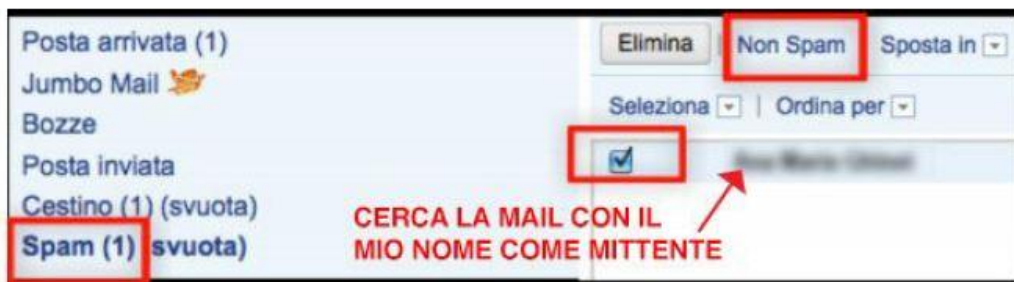 Posta arrivata (1)
Jumbo Mail
Bozze
Posta inviata
Cestino (1) (svuota)
Spam (1) (svuota)
Elimina | Non Spam Sposta in
Seleziona | Ordina per
CERCA LA MAIL CON IL
MIO NOME COME MITTENTE